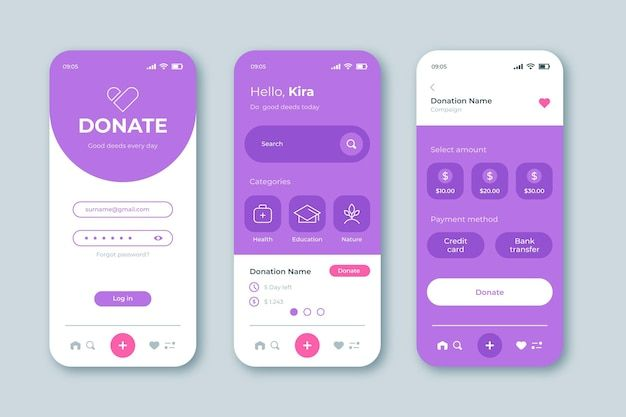 09:05
DONATE
Good deeds every day
surname@gmail.com
Forgot password?
Log in
09:05
Hello, Kira
Do good deeds today
Search
Categories
Health
Education
Nature
Donation Name
Donate
5 Day left
$ 1.243
09:05
Donation Name
Campaign
Select amount
$ $ $
$10.00 $20.00 $30.00
Payment method
Credit card
Bank transfer
Donate